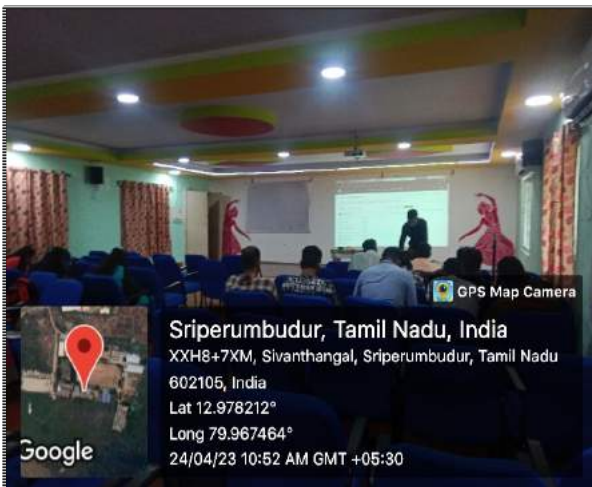 GPS Map Camera
Sriperumbudur, Tamil Nadu, India
XXH8+7XM, Sivanthangal, Sriperumbudur, Tamil Nadu
602105, India
Lat 12.978212°
Long 79.967464°
24/04/23 10:52 AM GMT +05:30
Google